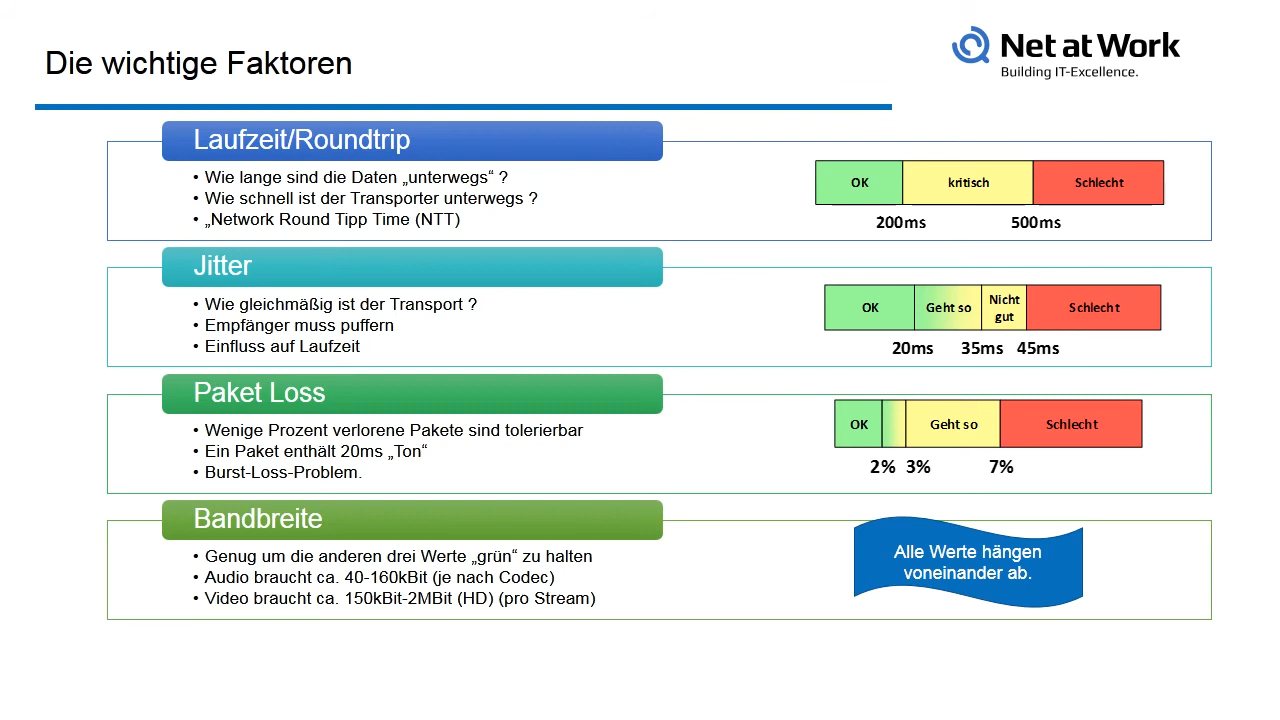 Die wichtige Faktoren
Net at Work
Building IT-Excellence.
Laufzeit/Roundtrip
• Wie lange sind die Daten „unterwegs“ ?
• Wie schnell ist der Transporter unterwegs ?
• „Network Round Tipp Time (NTT)
OK kritisch Schlecht
200ms 500ms
Jitter
• Wie gleichmäßig ist der Transport ?
• Empfänger muss puffern
• Einfluss auf Laufzeit
OK Geht so Nicht gut Schlecht
20ms 35ms 45ms
Paket Loss
• Wenige Prozent verlorene Pakete sind tolerierbar
• Ein Paket enthält 20ms „Ton“
• Burst-Loss-Problem.
OK Geht so Schlecht
2% 3% 7%
Bandbreite
• Genug um die anderen drei Werte „grün“ zu halten
• Audio braucht ca. 40-160kBit (je nach Codec)
• Video braucht ca. 150kBit-2MBit (HD) (pro Stream)
Alle Werte hängen
voneinander ab.